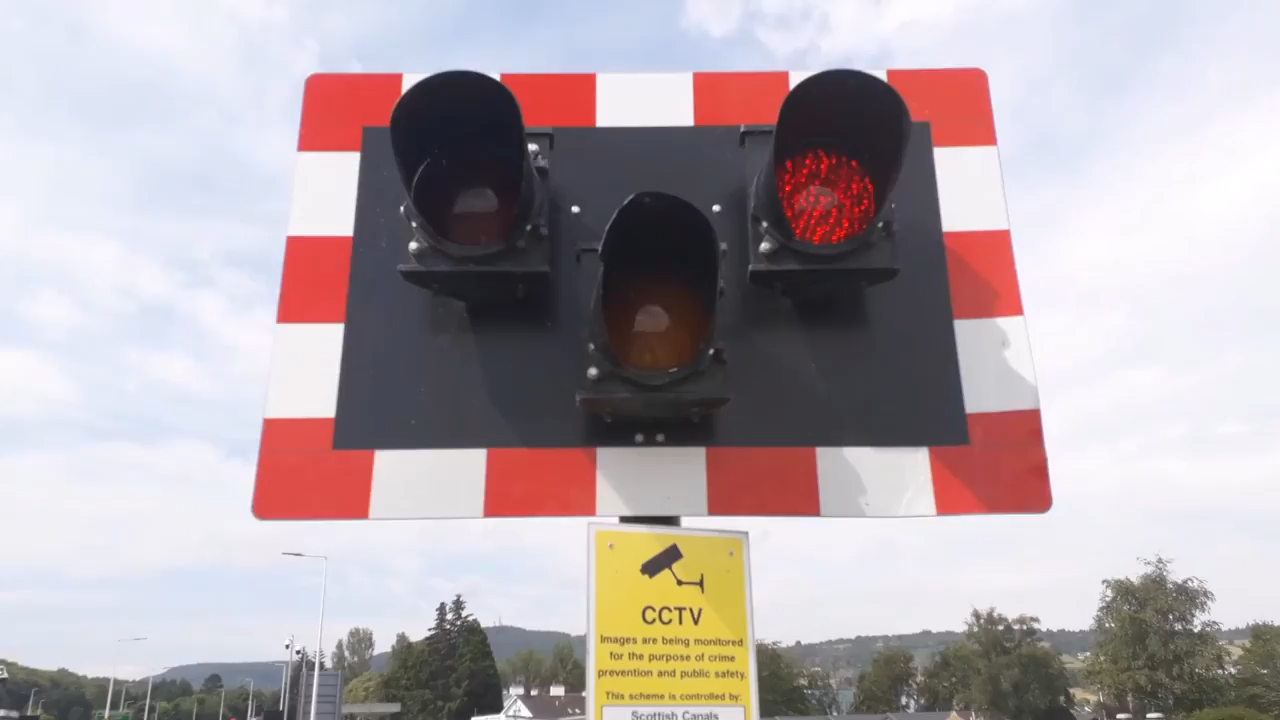 CCTV
Images are being monitored
for the purpose of crime
prevention and public safety.
This scheme is controlled by:
Scottish Canals